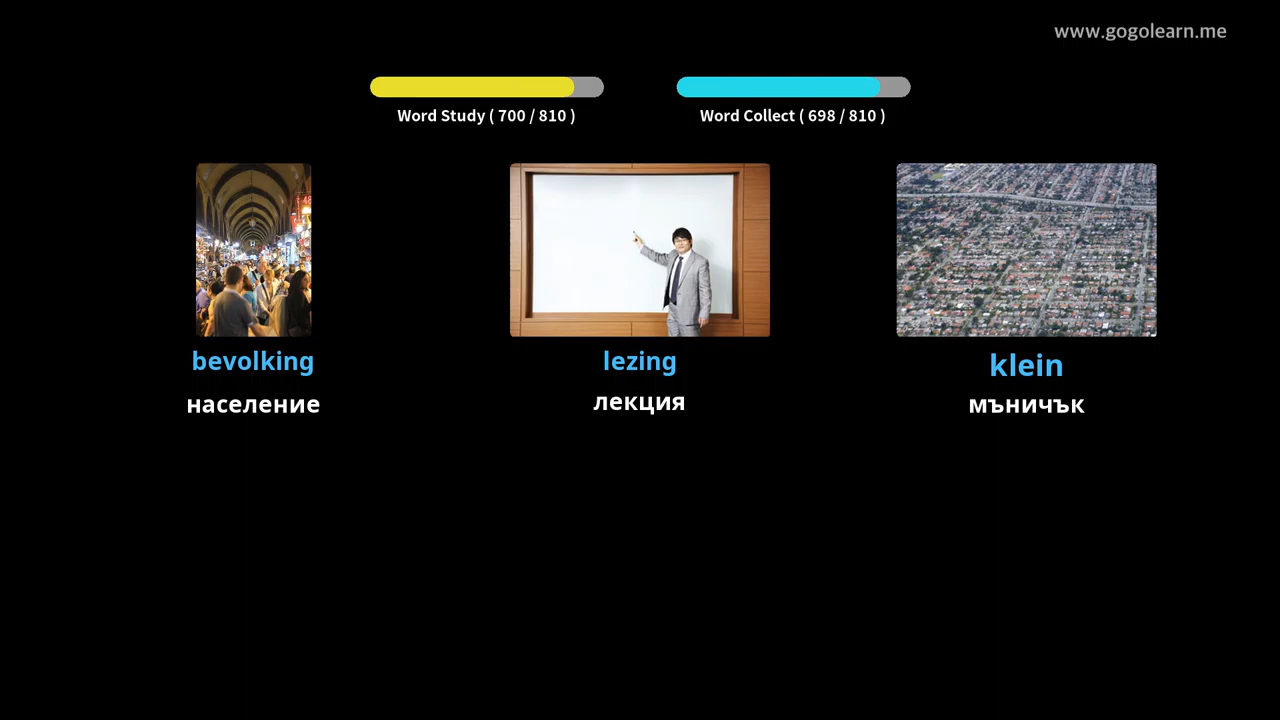 www.gogolearn.me
Word Study ( 700 / 810 )
Word Collect ( 698 / 810 )
bevolking
lezing
klein
население
лекция
мъничък